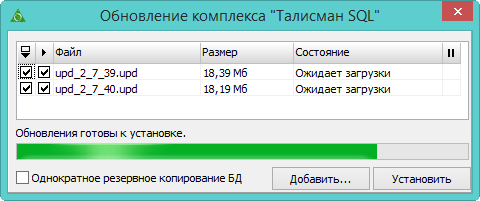 Обновление комплекса "Талисман SQL"
Файл Размер Состояние
upd_2_7_39.upd 18,39 Мб Ожидает загрузки
upd_2_7_40.upd 18,19 Мб Ожидает загрузки
Обновления готовы к установке.
Однократное резервное копирование БД Добавить... Установить